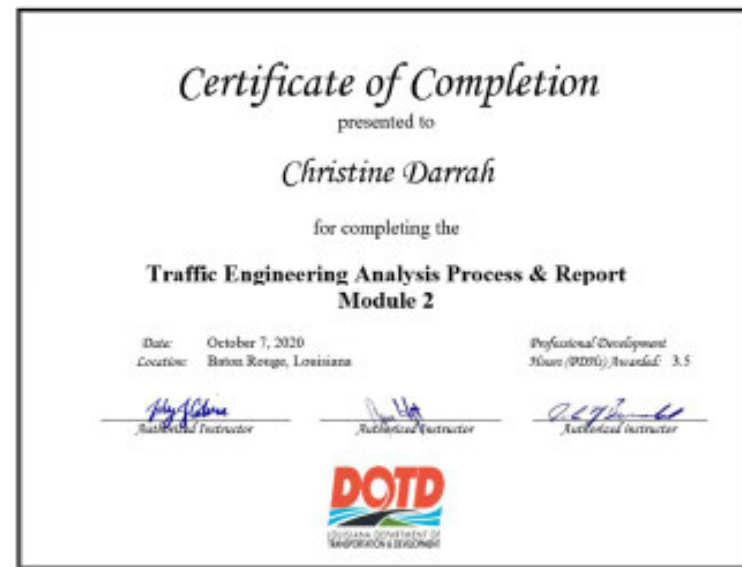 Certificate of Completion
presented to
Christine Darrah
for completing the
Traffic Engineering Analysis Process & Report
Module 2
Date: October 7, 2020
Location: Baton Rouge, Louisiana
Professional Development
Hours (PDHs) Awarded: 3.5
Authorized Instructor
Authorized Instructor
Authorized Instructor
DOTD
LOUISIANA DEPARTMENT OF
TRANSPORTATION & DEVELOPMENT